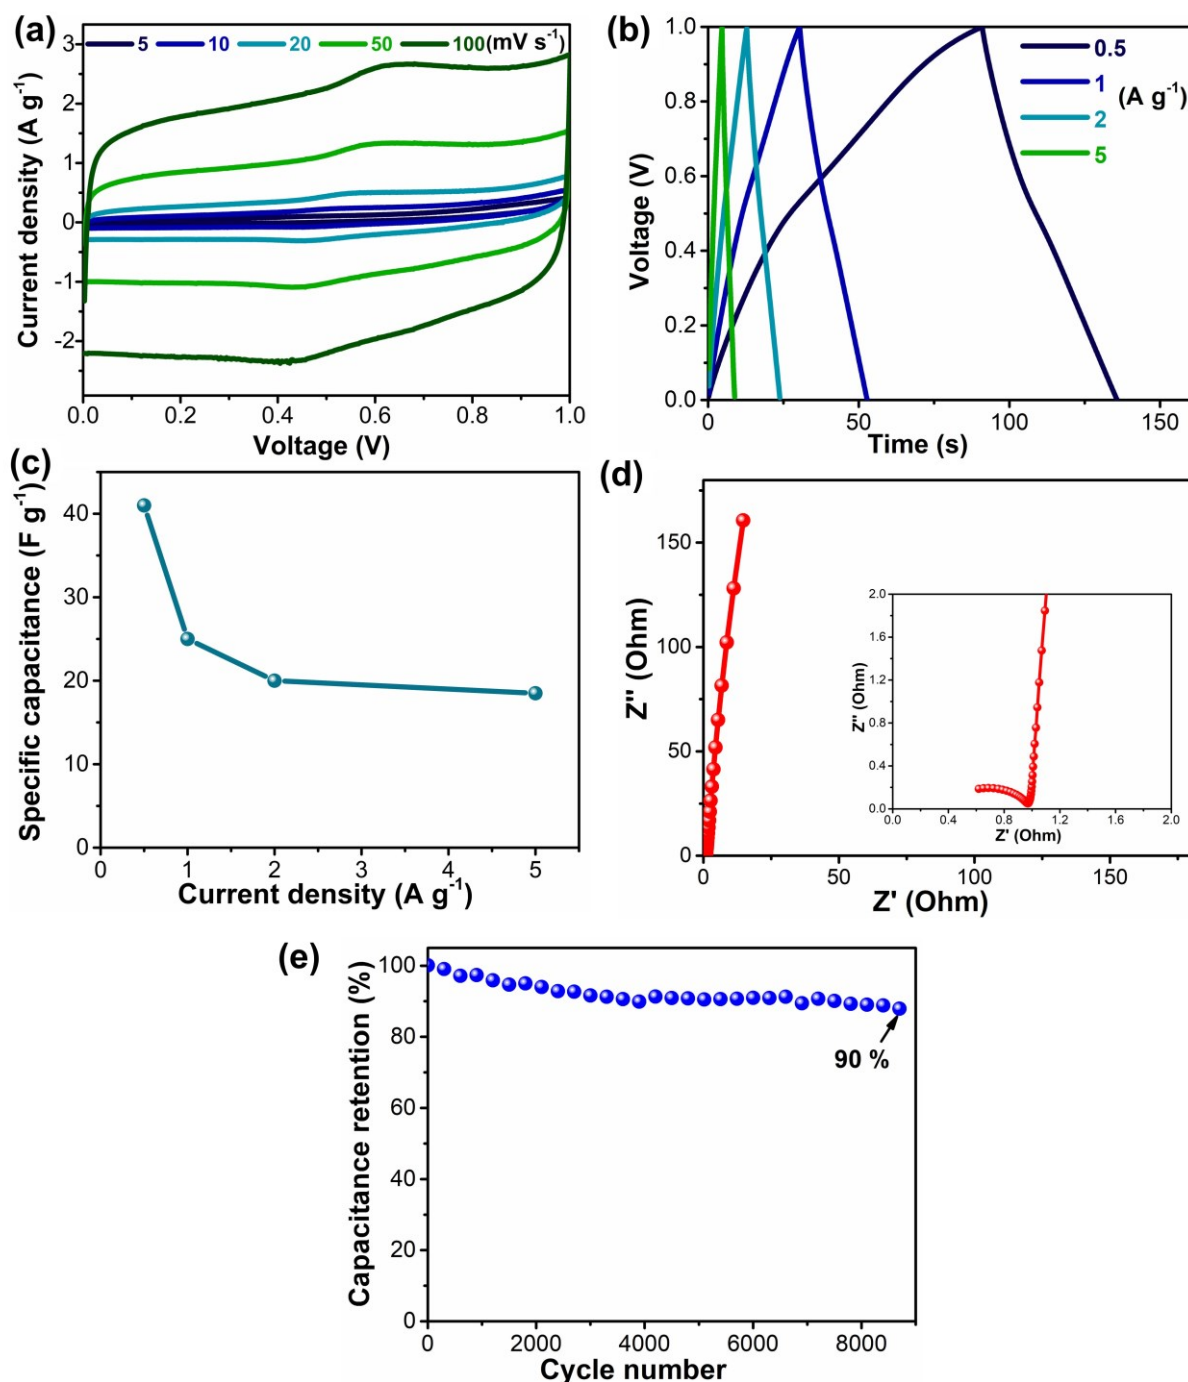 (a)
5 10 20 50 100(mV s⁻¹)
3
2
1
0
-1
-2
Current density (A g⁻¹)
0.0 0.2 0.4 0.6 0.8 1.0
Voltage (V)
(b)
1.0
0.8
0.6
0.4
0.2
0.0
Voltage (V)
0.5
1
(A g⁻¹)
2
5
0 50 100 150
Time (s)
(c)
40
30
20
10
0
Specific capacitance (F g⁻¹)
0 1 2 3 4 5
Current density (A g⁻¹)
(d)
150
100
50
0
Z'' (Ohm)
0 50 100 150
Z' (Ohm)
2.0
1.6
1.2
0.8
0.4
0.0
Z'' (Ohm)
0.0 0.4 0.8 1.2 1.6 2.0
Z' (Ohm)
(e)
100
80
60
40
20
0
Capacitance retention (%)
90 %
0 2000 4000 6000 8000
Cycle number